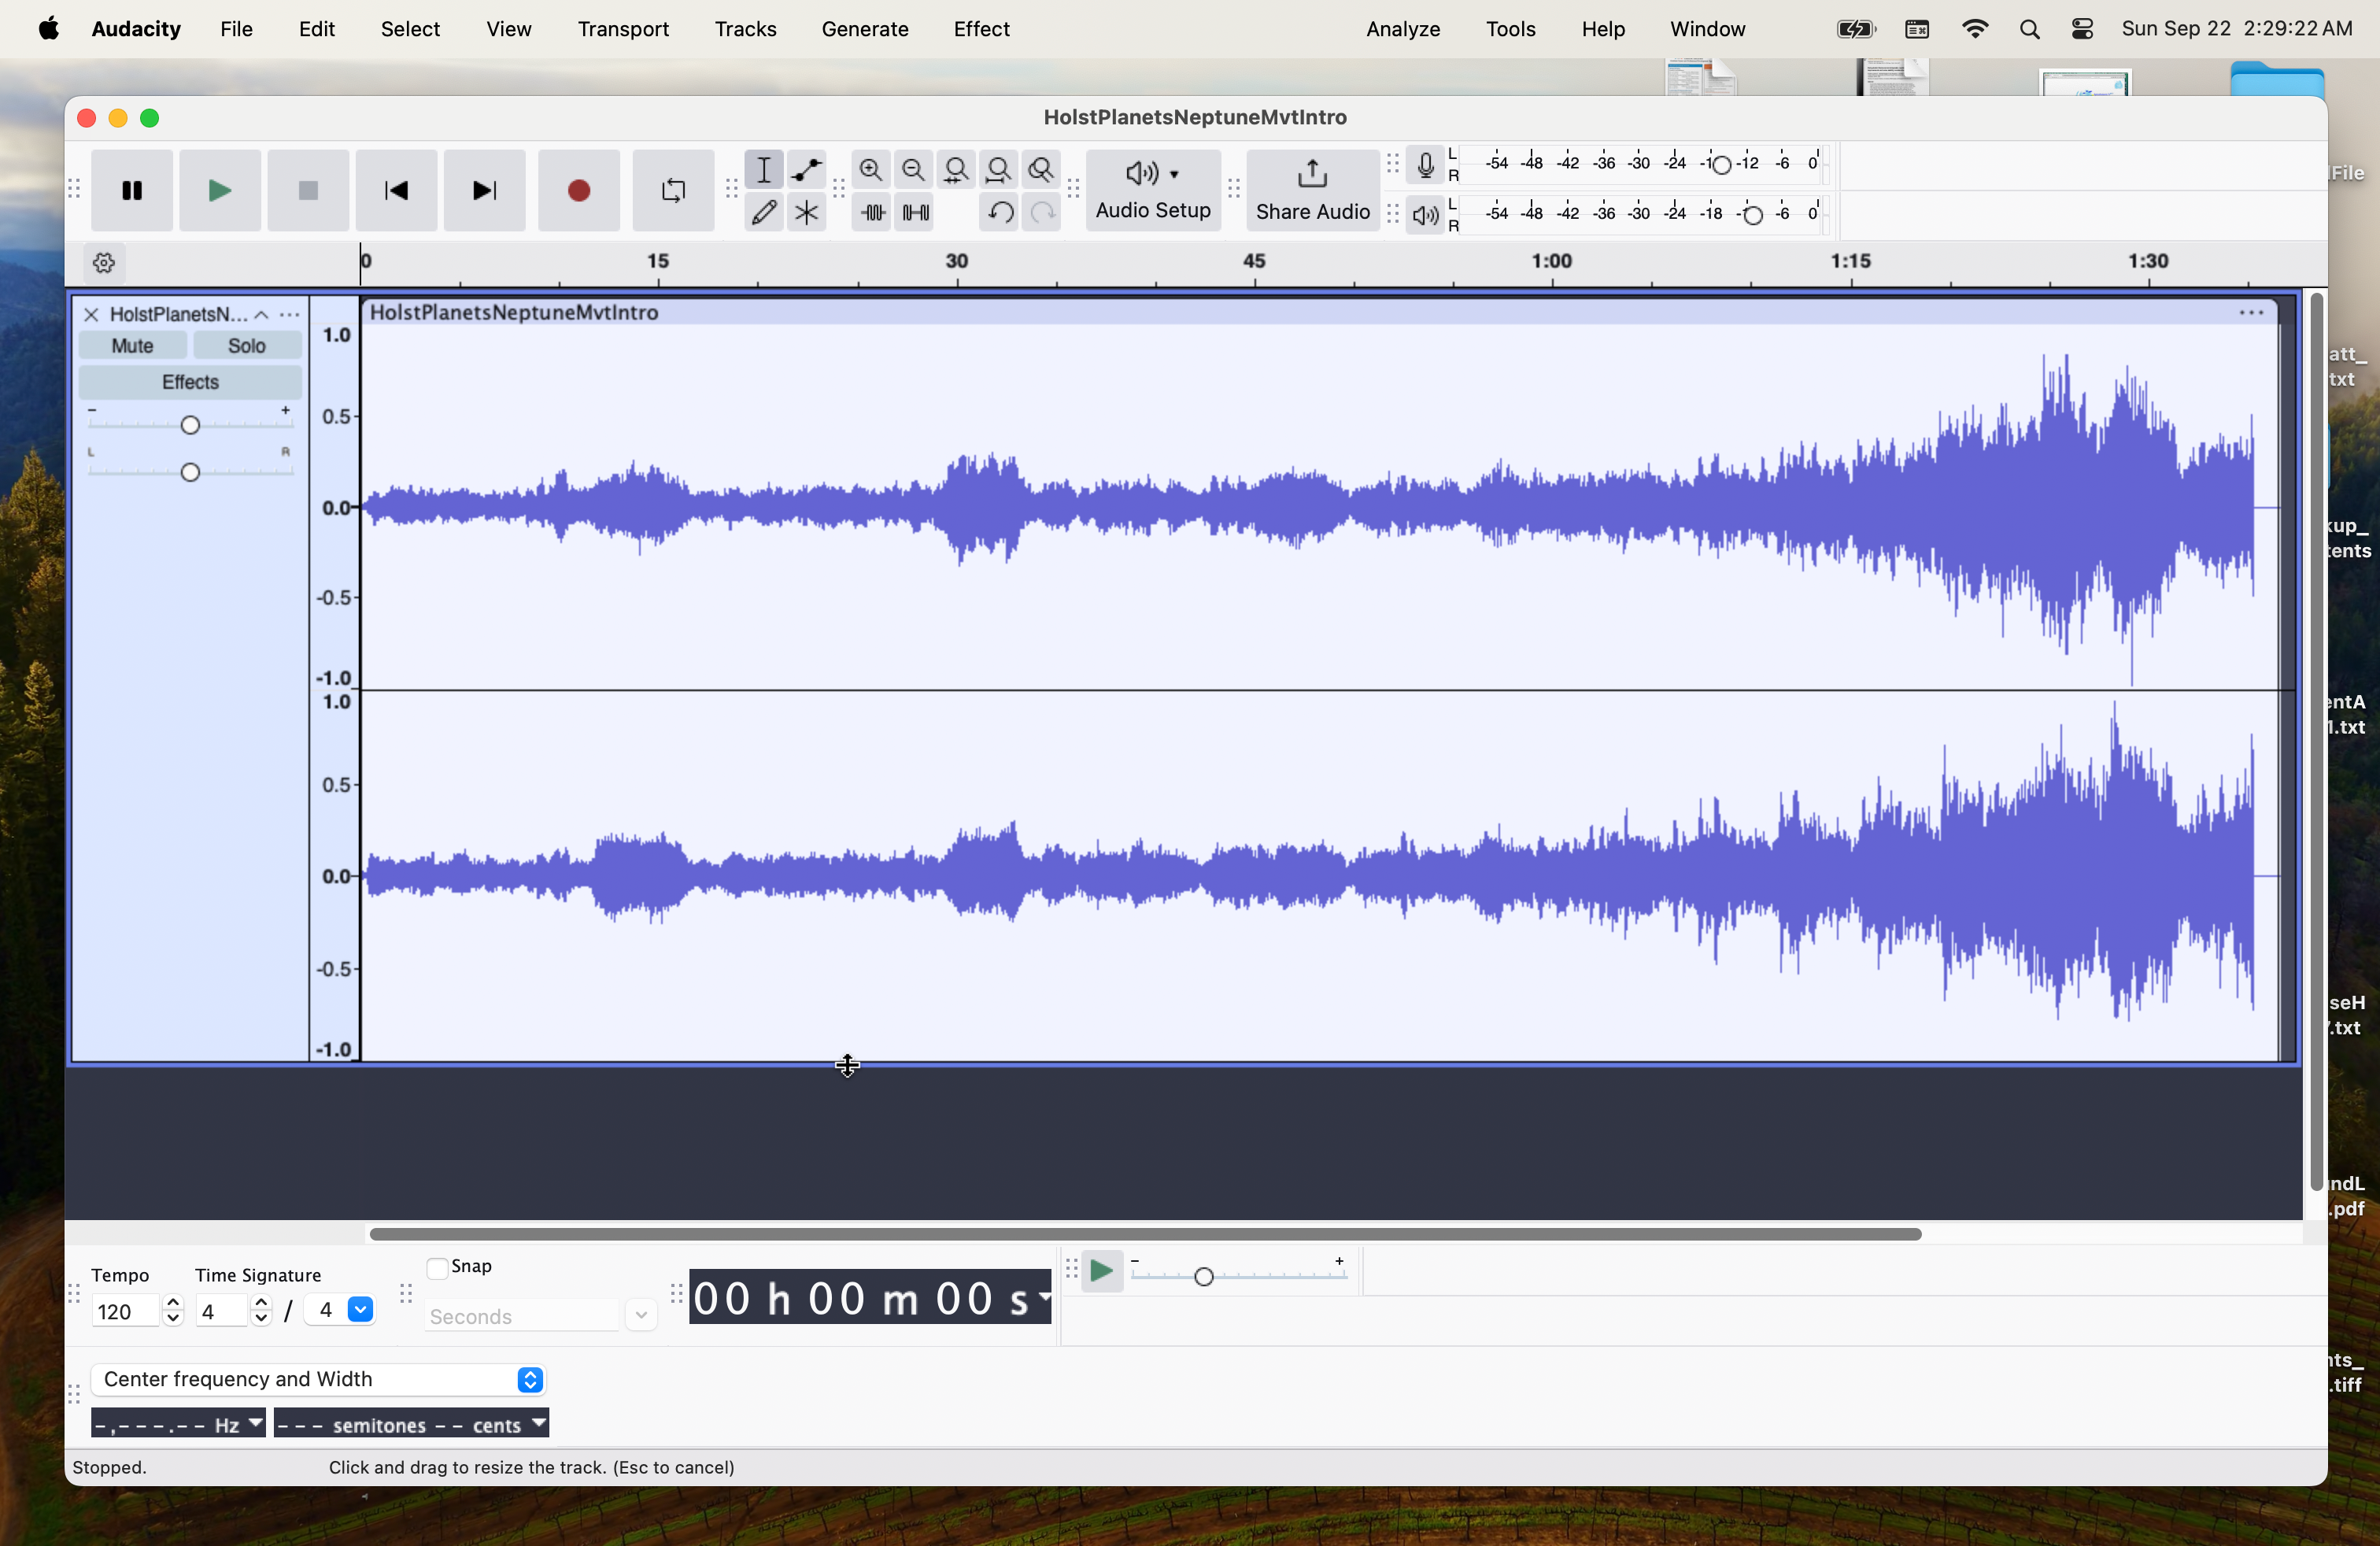 Audacity File Edit Select View Transport Tracks Generate Effect Analyze Tools Help Window Sun Sep 22 2:29:22 AM
HolstPlanetsNeptuneMvtIntro
L -54 -48 -42 -36 -30 -24 -12 -6 0
R
Audio Setup Share Audio
L -54 -48 -42 -36 -30 -24 -18 -6 0
R
0 15 30 45 1:00 1:15 1:30
HolstPlanetsN... HolstPlanetsNeptuneMvtIntro
Mute Solo
Effects
- +
L R
1.0
0.5
0.0
-0.5
-1.0
1.0
0.5
0.0
-0.5
-1.0
File
att_
txt
kup_
tents
entA
1.txt
seH
.txt
ndL
.pdf
nts_
.tiff
Tempo Time Signature Snap
120 4 / 4 Seconds 00 h 00 m 00 s - +
Center frequency and Width
-,---.-- Hz --- semitones -- cents
Stopped. Click and drag to resize the track. (Esc to cancel)